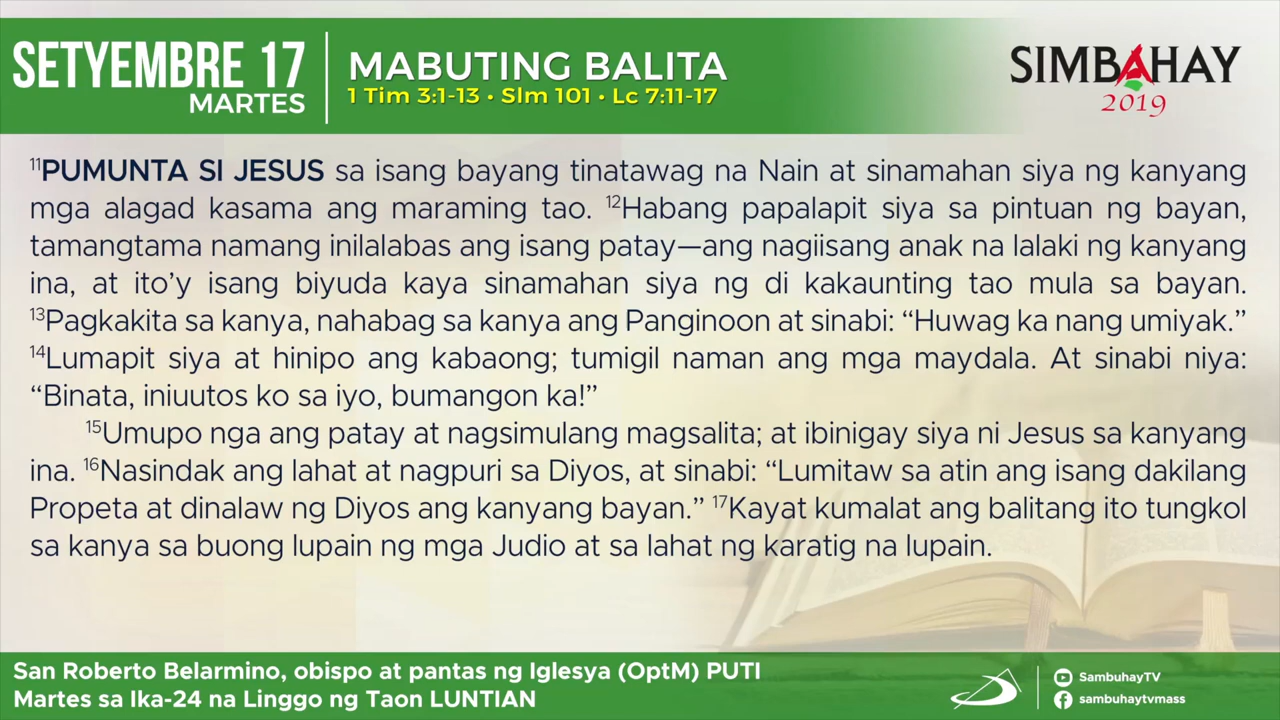 SETYEMBRE 17
MARTES
MABUTING BALITA
1 Tim 3:1-13 • Slm 101 • Lc 7:11-17
SIMBAHAY
2019
¹¹PUMUNTA SI JESUS sa isang bayang tinatawag na Nain at sinamahan siya ng kanyang
mga alagad kasama ang maraming tao. ¹²Habang papalapit siya sa pintuan ng bayan,
tamangtama namang inilalabas ang isang patay—ang nagiisang anak na lalaki ng kanyang
ina, at ito’y isang biyuda kaya sinamahan siya ng di kakaunting tao mula sa bayan.
¹³Pagkakita sa kanya, nahabag sa kanya ang Panginoon at sinabi: “Huwag ka nang umiyak.”
¹⁴Lumapit siya at hinipo ang kabaong; tumigil naman ang mga maydala. At sinabi niya:
“Binata, iniuutos ko sa iyo, bumangon ka!”
¹⁵Umupo nga ang patay at nagsimulang magsalita; at ibinigay siya ni Jesus sa kanyang
ina. ¹⁶Nasindak ang lahat at nagpuri sa Diyos, at sinabi: “Lumitaw sa atin ang isang dakilang
Propeta at dinalaw ng Diyos ang kanyang bayan.” ¹⁷Kayat kumalat ang balitang ito tungkol
sa kanya sa buong lupain ng mga Judio at sa lahat ng karatig na lupain.
San Roberto Belarmino, obispo at pantas ng Iglesya (OptM) PUTI
Martes sa Ika-24 na Linggo ng Taon LUNTIAN
SambuhayTV
sambuhaytvmass